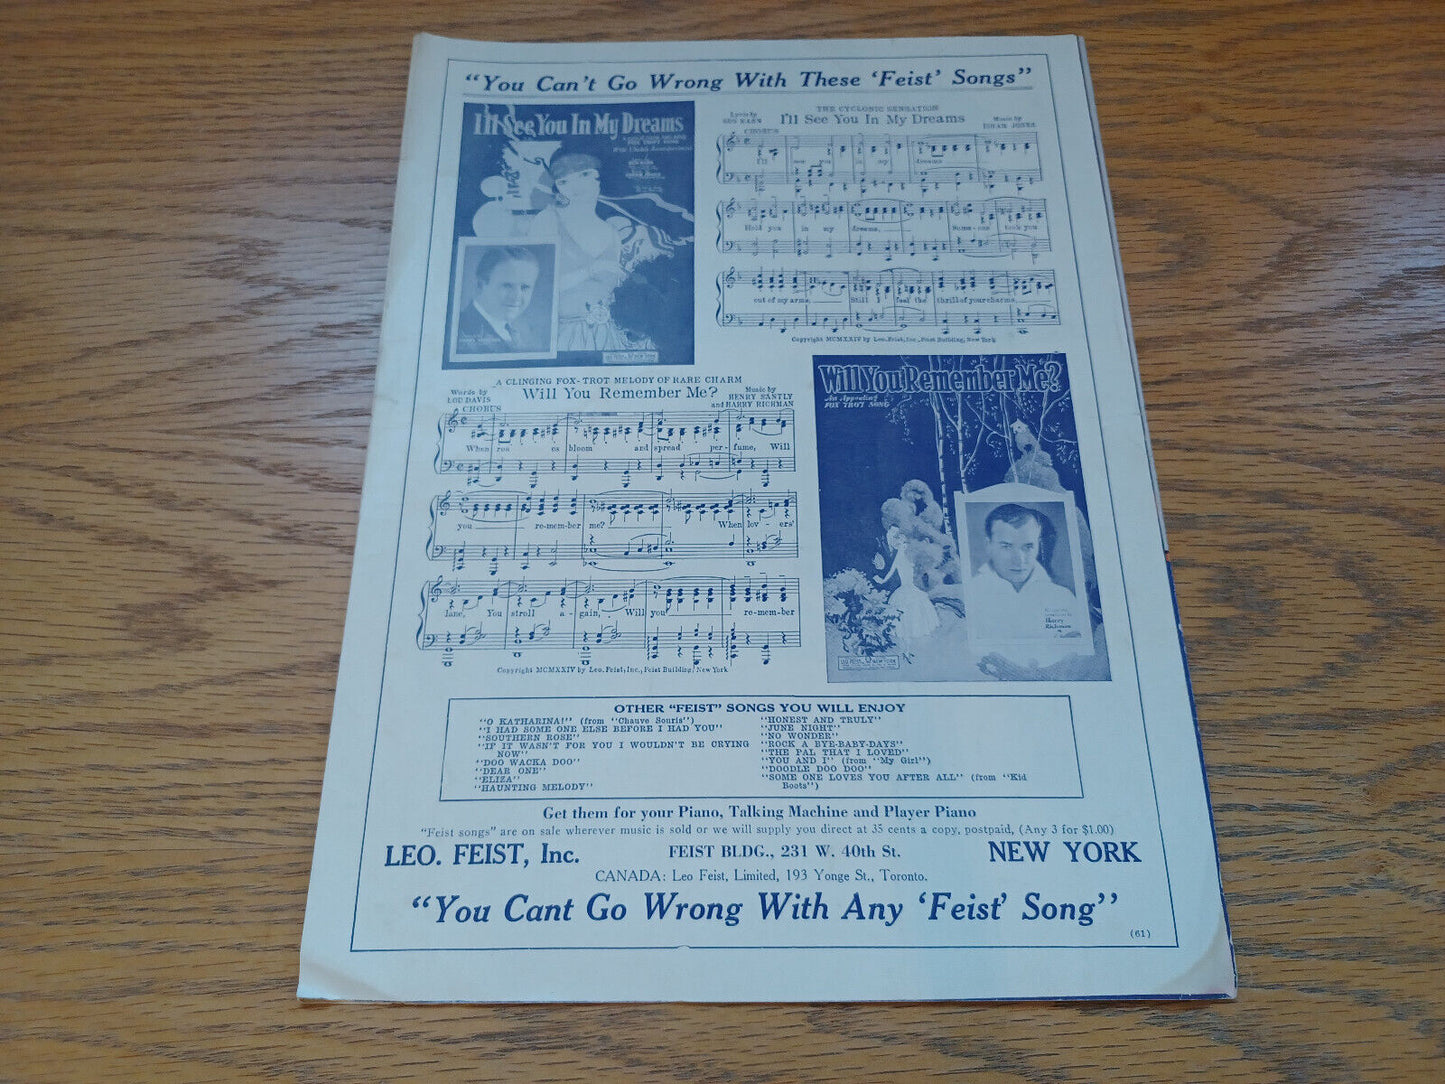 "You Can't Go Wrong With These 'Feist' Songs"
I'll See You In My Dreams
THE CYCLONIC SENSATION
I'll See You In My Dreams
Lyrics by
GUS KAHN
Music by
ISHAM JONES
CHORUS
I'll see you in my dreams
Hold you in my dreams, Some-one took you
out of my arms, Still I feel the thrill of your charms,
Copyright MCMXXIV by Leo. Feist, Inc., Feist Building, New York
A CLINGING FOX-TROT MELODY OF RARE CHARM
Will You Remember Me?
Words by
LOU DAVIS
Music by
HENRY SANTLY
and HARRY RICHMAN
CHORUS
When ros es bloom and spread per- fume, Will
you re-mem-ber me? When lov - ers'
lane, You stroll a - gain, Will you re-mem-ber
Copyright MCMXXIV by Leo. Feist, Inc., Feist Building, New York
Will You Remember Me?
An Appealing
FOX TROT SONG
Harry
Richman
OTHER "FEIST" SONGS YOU WILL ENJOY
"O KATHARINA!" (from "Chauve Souris")
"I HAD SOME ONE ELSE BEFORE I HAD YOU"
"SOUTHERN ROSE"
"IF IT WASN'T FOR YOU I WOULDN'T BE CRYING
NOW"
"DOO WACKA DOO"
"DEAR ONE"
"ELIZA"
"HAUNTING MELODY"
"HONEST AND TRULY"
"JUNE NIGHT"
"NO WONDER"
"ROCK A BYE-BABY-DAYS"
"THE PAL THAT I LOVED"
"YOU AND I" (from "My Girl")
"DOODLE DOO DOO"
"SOME ONE LOVES YOU AFTER ALL" (from "Kid
Boots")
Get them for your Piano, Talking Machine and Player Piano
"Feist songs" are on sale wherever music is sold or we will supply you direct at 35 cents a copy, postpaid, (Any 3 for $1.00)
LEO. FEIST, Inc. FEIST BLDG., 231 W. 40th St. NEW YORK
CANADA: Leo Feist, Limited, 193 Yonge St., Toronto.
"You Cant Go Wrong With Any 'Feist' Song"
(61)